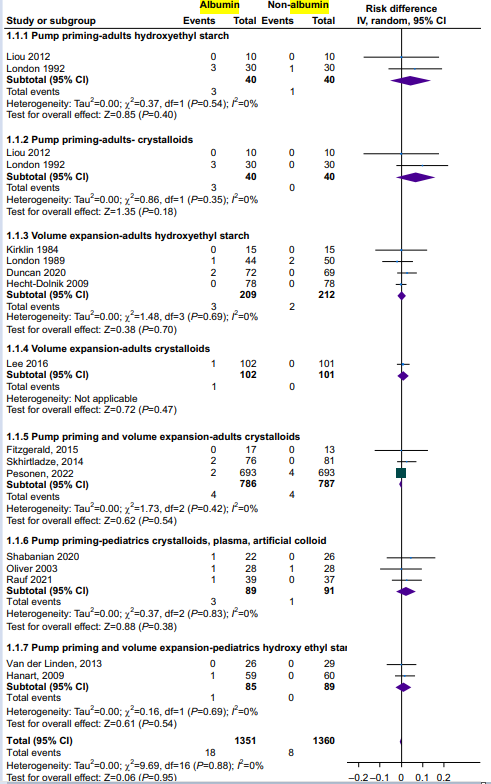 Albumin Non-albumin Risk difference
Study or subgroup Events Total Events Total IV, random, 95% CI
1.1.1 Pump priming-adults hydroxyethyl starch
Liou 2012 0 10 0 10
London 1992 3 30 1 30
Subtotal (95% CI) 40 40
Total events 3 1
Heterogeneity: Tau²=0.00; χ²=0.37, df=1 (P=0.54); I²=0%
Test for overall effect: Z=0.85 (P=0.40)
1.1.2 Pump priming-adults- crystalloids
Liou 2012 0 10 0 10
London 1992 3 30 0 30
Subtotal (95% CI) 40 40
Total events 3 0
Heterogeneity: Tau²=0.00; χ²=0.86, df=1 (P=0.35); I²=0%
Test for overall effect: Z=1.35 (P=0.18)
1.1.3 Volume expansion-adults hydroxyethyl starch
Kirklin 1984 0 15 0 15
London 1989 1 44 2 50
Duncan 2020 2 72 0 69
Hecht-Dolnik 2009 0 78 0 78
Subtotal (95% CI) 209 212
Total events 3 2
Heterogeneity: Tau²=0.00; χ²=1.48, df=3 (P=0.69); I²=0%
Test for overall effect: Z=0.38 (P=0.70)
1.1.4 Volume expansion-adults crystalloids
Lee 2016 1 102 0 101
Subtotal (95% CI) 102 101
Total events 1 0
Heterogeneity: Not applicable
Test for overall effect: Z=0.72 (P=0.47)
1.1.5 Pump priming and volume expansion-adults crystalloids
Fitzgerald, 2015 0 17 0 13
Skhirtladze, 2014 2 76 0 81
Pesonen, 2022 2 693 4 693
Subtotal (95% CI) 786 787
Total events 4 4
Heterogeneity: Tau²=0.00; χ²=1.73, df=2 (P=0.42); I²=0%
Test for overall effect: Z=0.62 (P=0.54)
1.1.6 Pump priming-pediatrics crystalloids, plasma, artificial colloid
Shabanian 2020 1 22 0 26
Oliver 2003 1 28 1 28
Rauf 2021 1 39 0 37
Subtotal (95% CI) 89 91
Total events 3 1
Heterogeneity: Tau²=0.00; χ²=0.37, df=2 (P=0.83); I²=0%
Test for overall effect: Z=0.88 (P=0.38)
1.1.7 Pump priming and volume expansion-pediatrics hydroxy ethyl star
Van der Linden, 2013 0 26 0 29
Hanart, 2009 1 59 0 60
Subtotal (95% CI) 85 89
Total events 1 0
Heterogeneity: Tau²=0.00; χ²=0.16, df=1 (P=0.69); I²=0%
Test for overall effect: Z=0.61 (P=0.54)
Total (95% CI) 1351 1360
Total events 18 8
Heterogeneity: Tau²=0.00; χ²=9.69, df=16 (P=0.88); I²=0%
Test for overall effect: Z=0.06 (P=0.95)
−0.2 −0.1 0 0.1 0.2